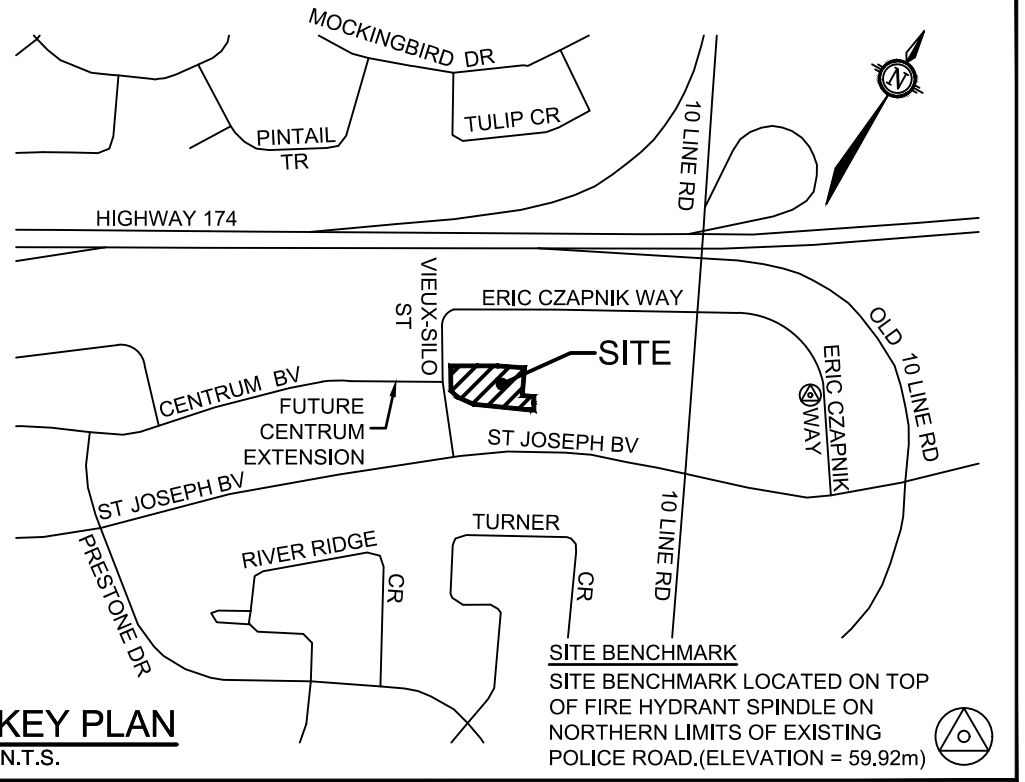 MOCKINGBIRD DR
TULIP CR
PINTAIL
TR
10 LINE RD
N
HIGHWAY 174
VIEUX-SILO
ST
ERIC CZAPNIK WAY
SITE
OLD 10 LINE RD
ERIC CZAPNIK
WAY
CENTRUM BV
FUTURE
CENTRUM
EXTENSION
ST JOSEPH BV
ST JOSEPH BV
10 LINE RD
PRESTONE DR
RIVER RIDGE
CR
TURNER
CR
SITE BENCHMARK
SITE BENCHMARK LOCATED ON TOP
OF FIRE HYDRANT SPINDLE ON
NORTHERN LIMITS OF EXISTING
POLICE ROAD.(ELEVATION = 59.92m)
KEY PLAN
N.T.S.